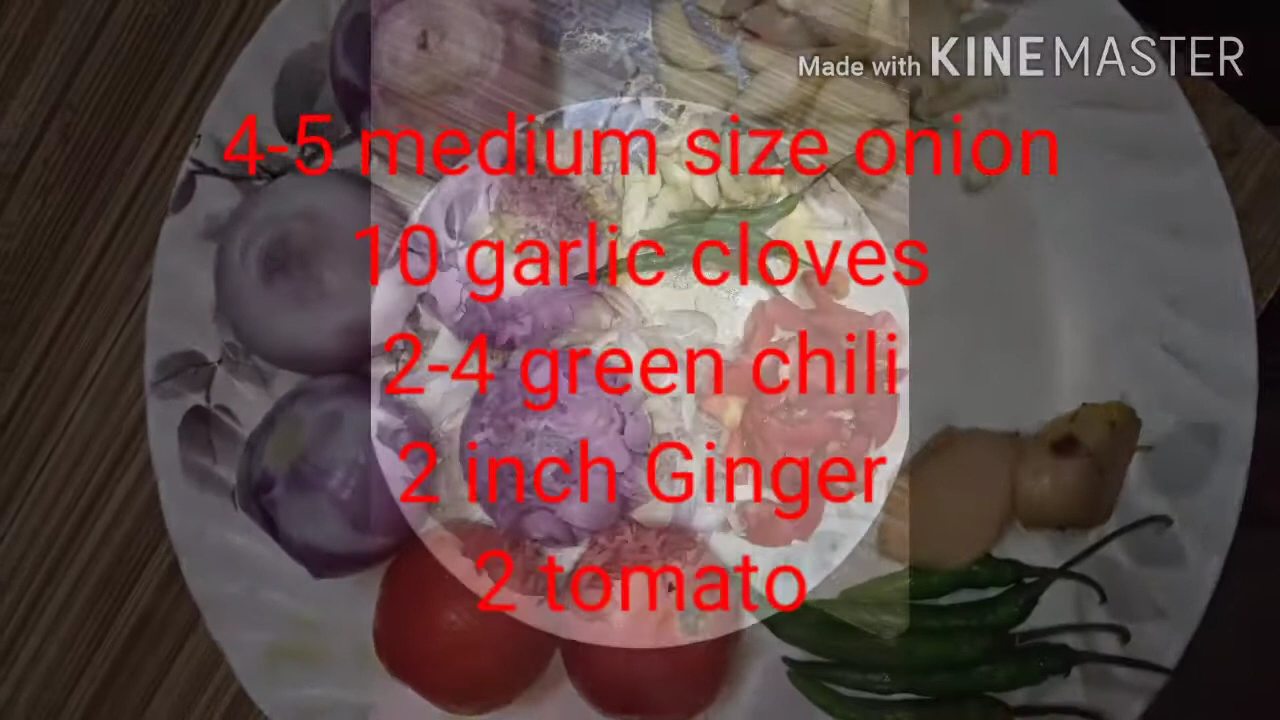 Made with KINEMASTER
4-5 medium size onion
10 garlic cloves
2-4 green chili
2 inch Ginger
2 tomato